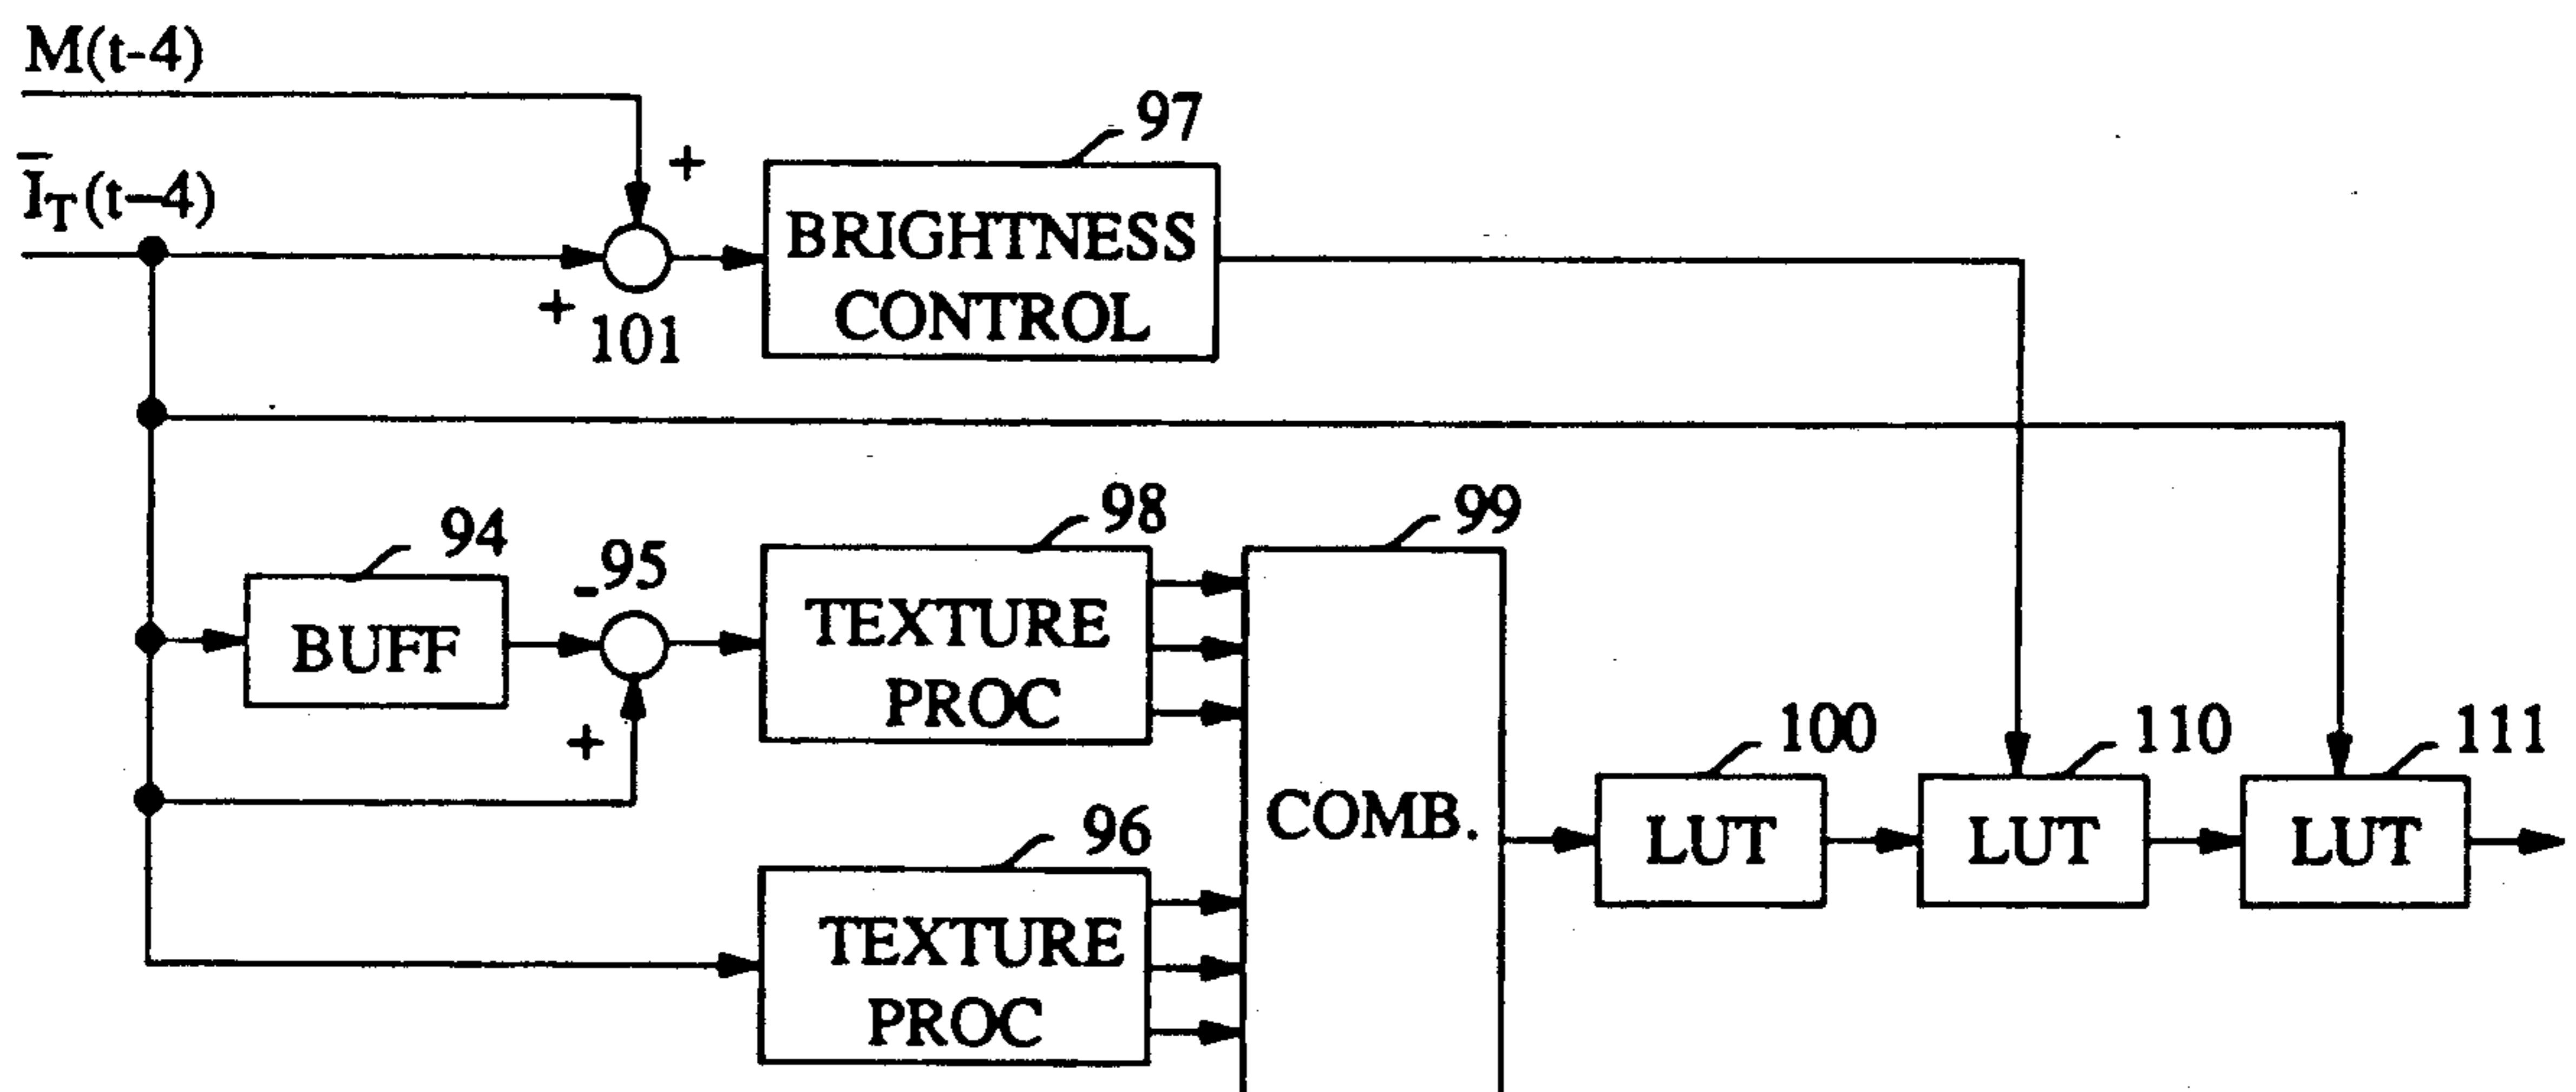 M(t-4)
Ī_T(t-4)
+
97
BRIGHTNESS
CONTROL
+
101
94
BUFF
-
95
+
98
TEXTURE
PROC
99
COMB.
96
TEXTURE
PROC
100
LUT
110
LUT
111
LUT